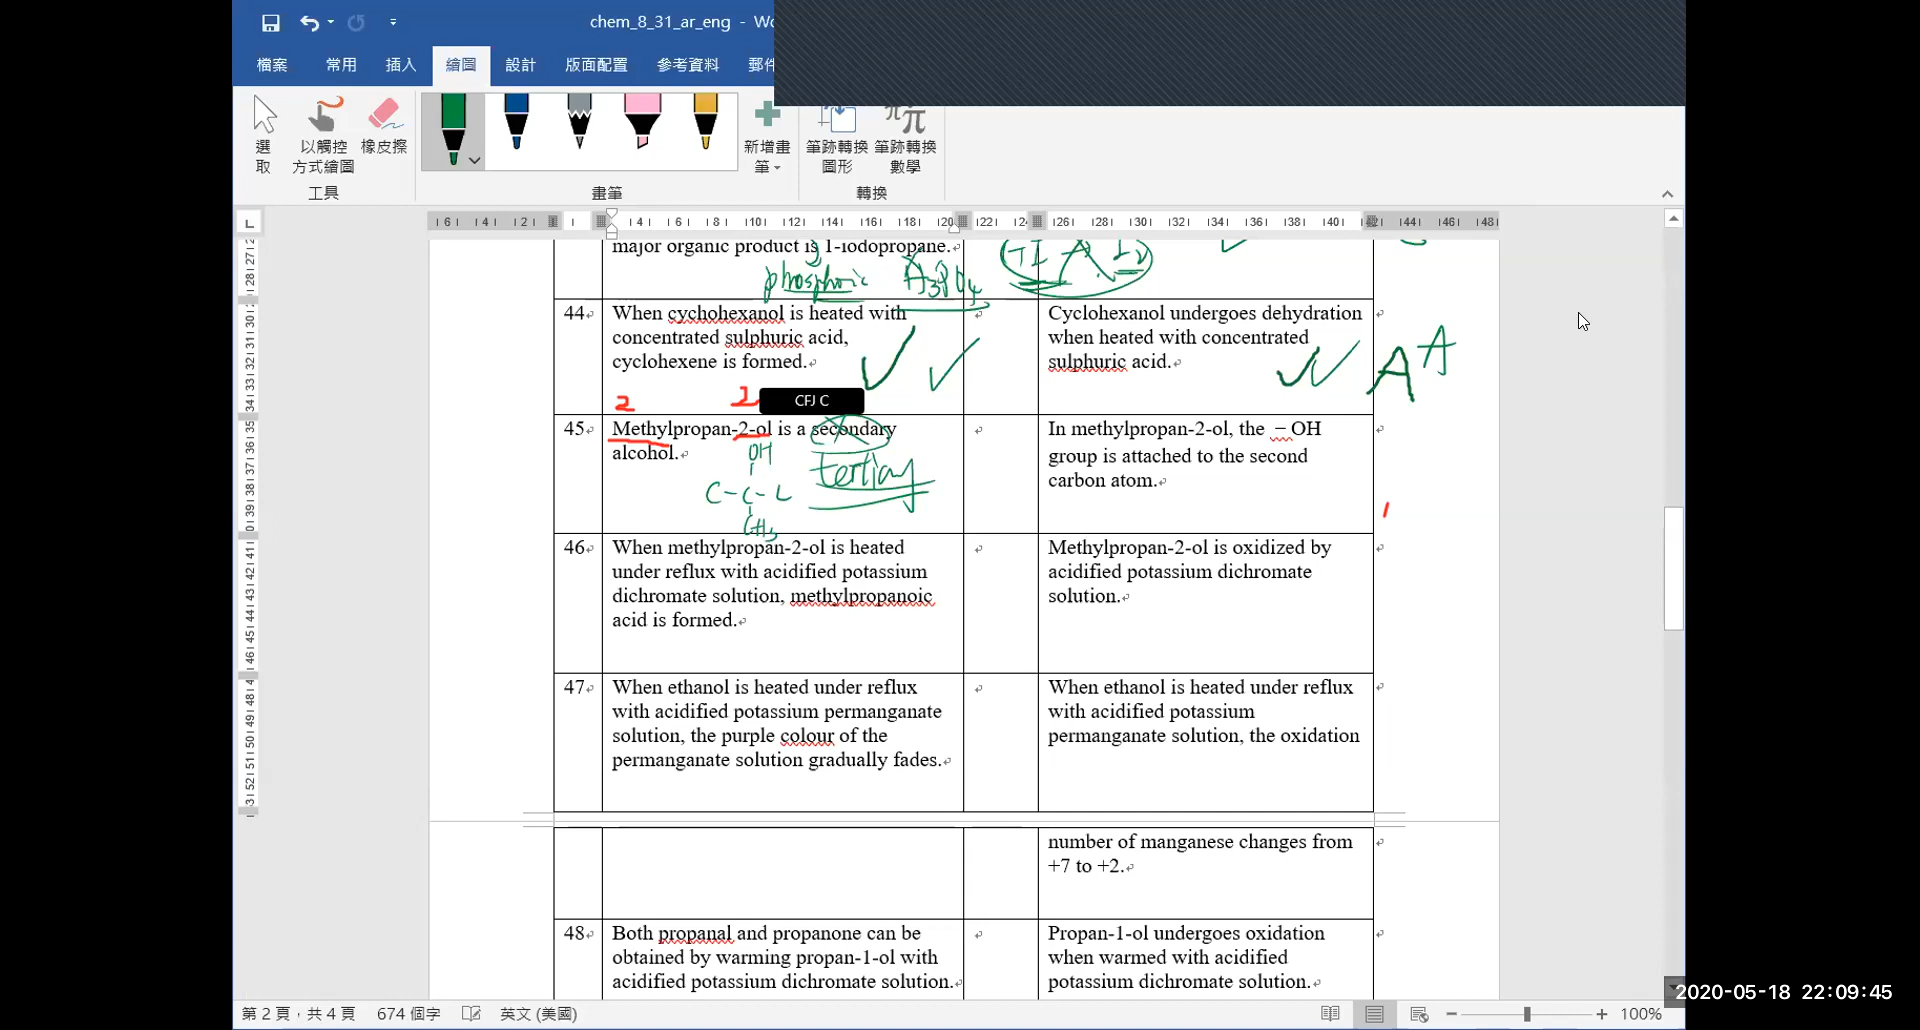 chem_8_31_ar_eng - Wo
檔案 常用 插入 繪圖 設計 版面配置 參考資料 郵件
選取
以觸控方式繪圖
橡皮擦
新增畫筆
筆跡轉換圖形
筆跡轉換數學
工具 畫筆 轉換
major organic product is 1-iodopropane.
phosphoric H3PO4
44 When cychohexanol is heated with
concentrated sulphuric acid,
cyclohexene is formed.
Cyclohexanol undergoes dehydration
when heated with concentrated
sulphuric acid.
A A
2 2
CFJ C
45 Methylpropan-2-ol is a secondary
alcohol.
OH
C-C-C
CH3
tertiary
In methylpropan-2-ol, the – OH
group is attached to the second
carbon atom.
46 When methylpropan-2-ol is heated
under reflux with acidified potassium
dichromate solution, methylpropanoic
acid is formed.
Methylpropan-2-ol is oxidized by
acidified potassium dichromate
solution.
47 When ethanol is heated under reflux
with acidified potassium permanganate
solution, the purple colour of the
permanganate solution gradually fades.
When ethanol is heated under reflux
with acidified potassium
permanganate solution, the oxidation
number of manganese changes from
+7 to +2.
48 Both propanal and propanone can be
obtained by warming propan-1-ol with
acidified potassium dichromate solution.
Propan-1-ol undergoes oxidation
when warmed with acidified
potassium dichromate solution.
第 2 頁，共 4 頁 674 個字 英文 (美國) 100%
2020-05-18 22:09:45